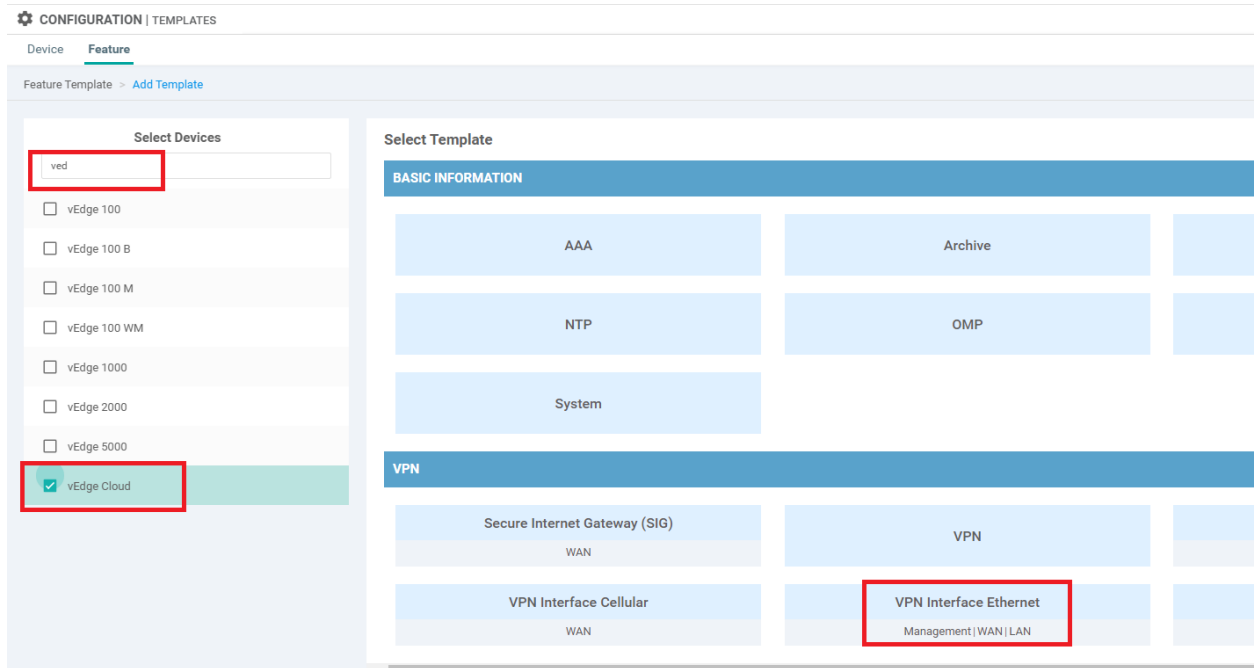 CONFIGURATION | TEMPLATES
Device Feature
Feature Template > Add Template
Select Devices
ved
vEdge 100
vEdge 100 B
vEdge 100 M
vEdge 100 WM
vEdge 1000
vEdge 2000
vEdge 5000
vEdge Cloud
Select Template
BASIC INFORMATION
AAA Archive
NTP OMP
System
VPN
Secure Internet Gateway (SIG)
WAN
VPN
VPN Interface Cellular
WAN
VPN Interface Ethernet
Management | WAN | LAN